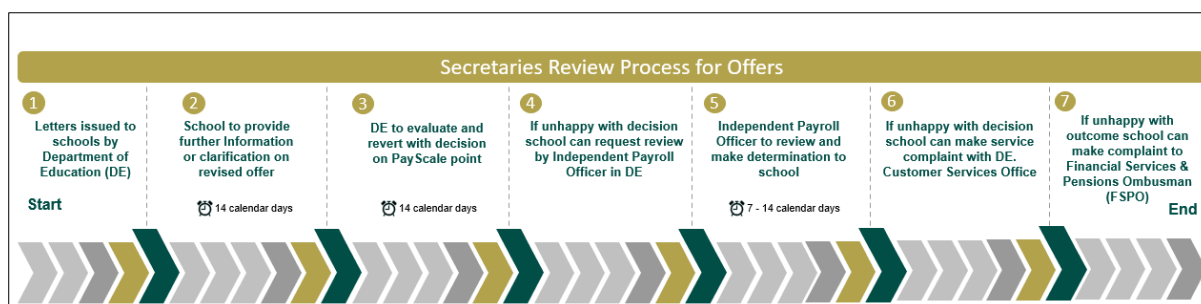 Secretaries Review Process for Offers
1
Letters issued to
schools by
Department of
Education (DE)
Start
2
School to provide
further Information
or clarification on
revised offer
14 calendar days
3
DE to evaluate and
revert with decision
on PayScale point
14 calendar days
4
If unhappy with decision
school can request review
by Independent Payroll
Officer in DE
5
Independent Payroll
Officer to review and
make determination to
school
7 - 14 calendar days
6
If unhappy with decision
school can make service
complaint with DE.
Customer Services Office
7
If unhappy with
outcome school can
make complaint to
Financial Services &
Pensions Ombusman
(FSPO)
End